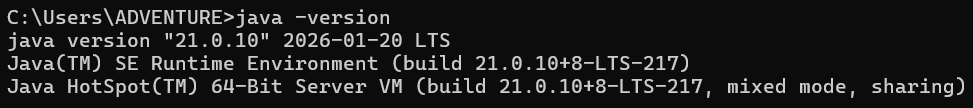 C:\Users\ADVENTURE>java -version
java version "21.0.10" 2026-01-20 LTS
Java(TM) SE Runtime Environment (build 21.0.10+8-LTS-217)
Java HotSpot(TM) 64-Bit Server VM (build 21.0.10+8-LTS-217, mixed mode, sharing)